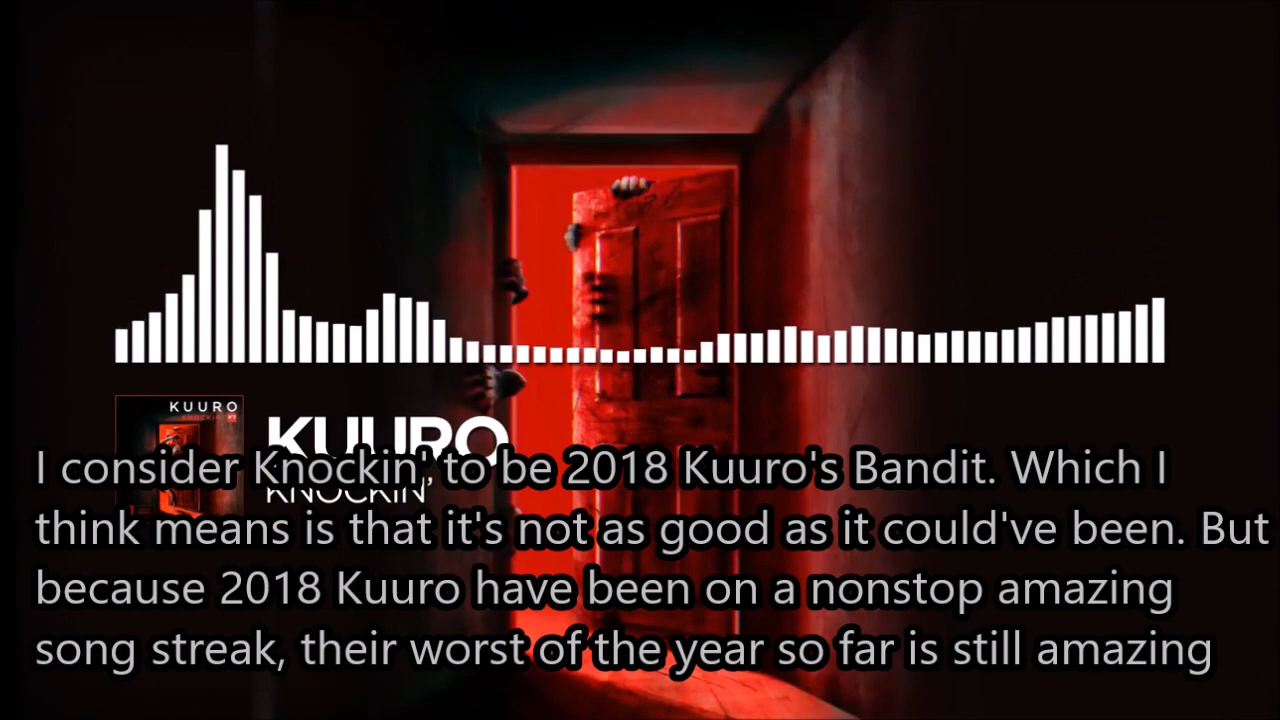 KUURO
KNOCKIN'
KUURO
KNOCKIN'
I consider Knockin', to be 2018 Kuuro's Bandit. Which I
think means is that it's not as good as it could've been. But
because 2018 Kuuro have been on a nonstop amazing
song streak, their worst of the year so far is still amazing